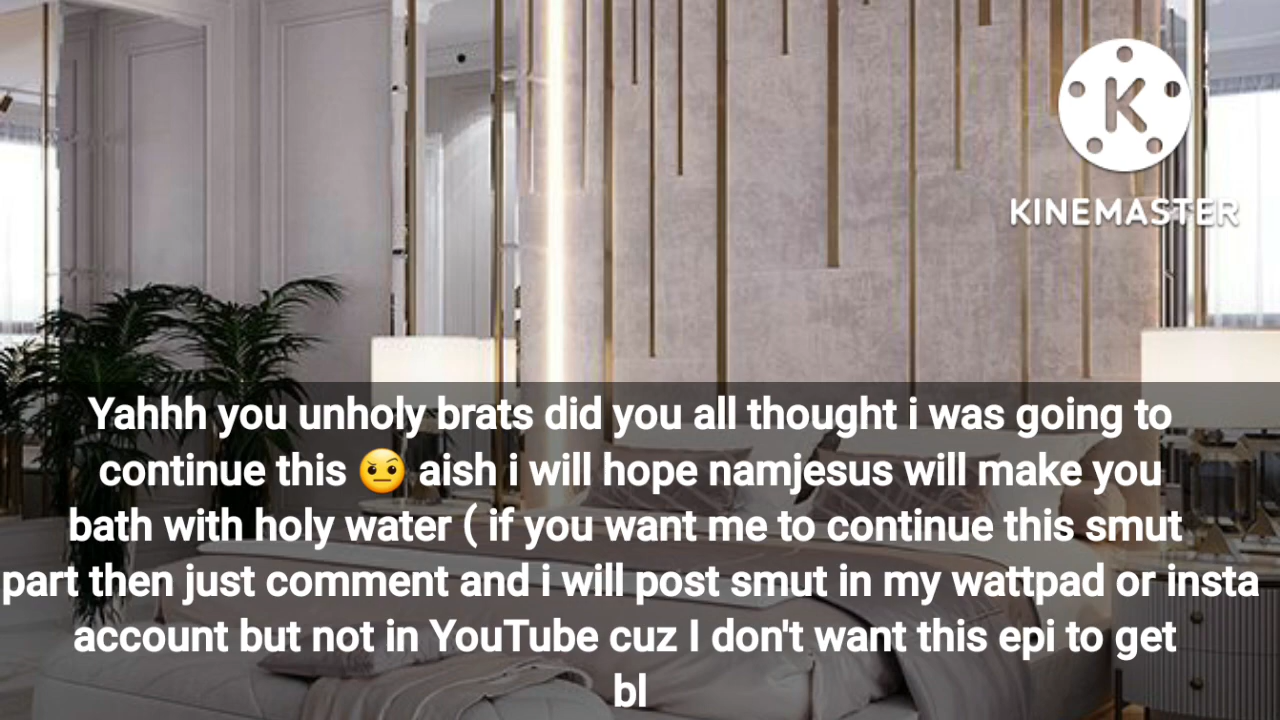 KINEMASTER
Yahhh you unholy brats did you all thought i was going to
continue this 🤨 aish i will hope namjesus will make you
bath with holy water ( if you want me to continue this smut
part then just comment and i will post smut in my wattpad or insta
account but not in YouTube cuz I don't want this epi to get
bl